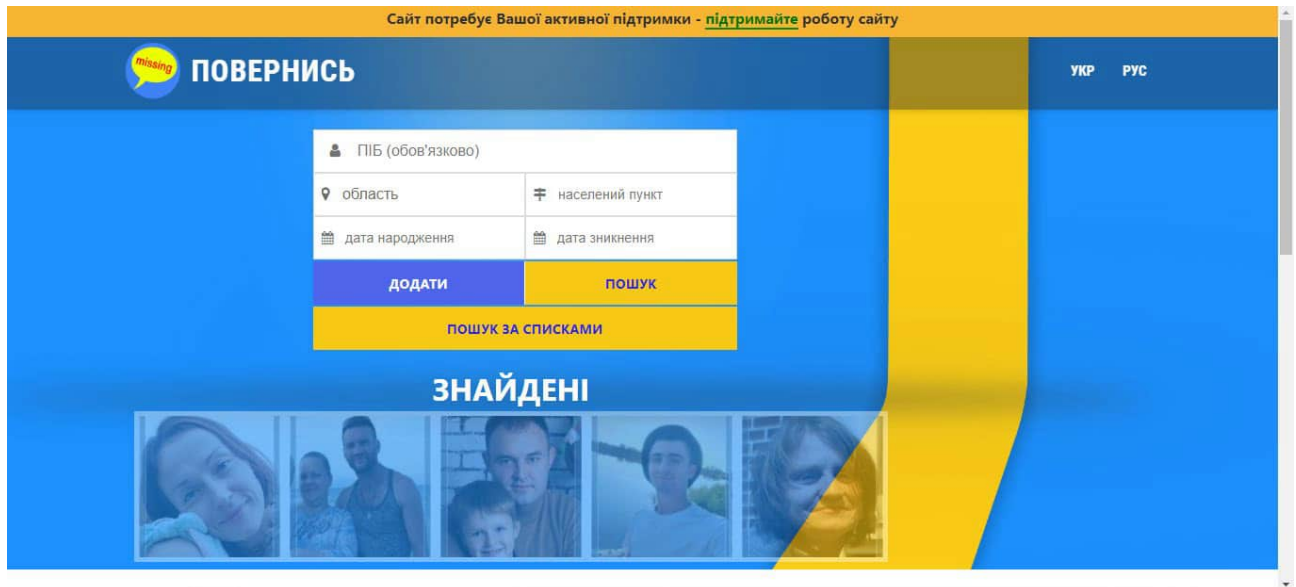 Сайт потребує Вашої активної підтримки - підтримайте роботу сайту
missing
ПОВЕРНИСЬ
УКР РУС
ПІБ (обов'язково)
область
населений пункт
дата народження
дата зникнення
ДОДАТИ
ПОШУК
ПОШУК ЗА СПИСКАМИ
ЗНАЙДЕНІ